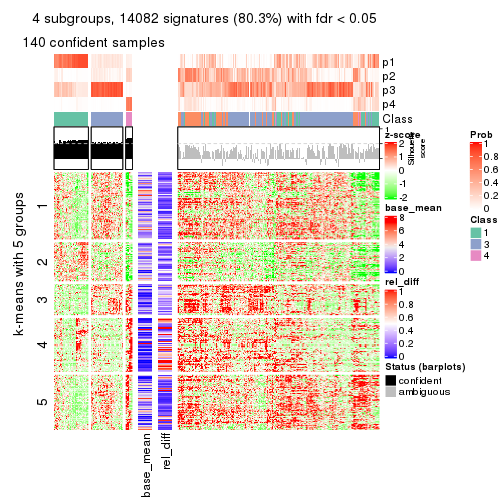 4 subgroups, 14082 signatures (80.3%) with fdr < 0.05
140 confident samples
p1
p2
p3
p4
Class
1
Silhouette
score
z-score
2
1
0
-1
-2
base_mean
8
6
4
2
0
rel_diff
1
0.8
0.6
0.4
0.2
0
Status (barplots)
confident
ambiguous
Prob
1
0.8
0.6
0.4
0.2
0
Class
1
3
4
k-means with 5 groups
1
2
3
4
5
base_mean
rel_diff